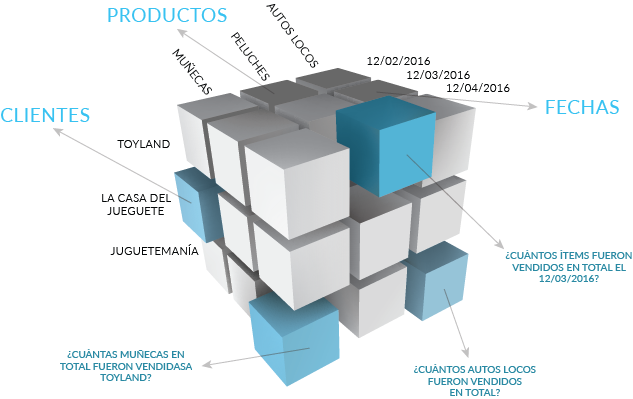 PRODUCTOS
AUTOS LOCOS
PELUCHES
MUÑECAS
12/02/2016
12/03/2016
12/04/2016
FECHAS
CLIENTES
TOYLAND
LA CASA DEL
JUEGUETE
JUGUETEMANÍA
¿CUÁNTOS ÍTEMS FUERON
VENDIDOS EN TOTAL EL
12/03/2016?
¿CUÁNTAS MUÑECAS EN
TOTAL FUERON VENDIDASA
TOYLAND?
¿CUÁNTOS AUTOS LOCOS
FUERON VENDIDOS
EN TOTAL?